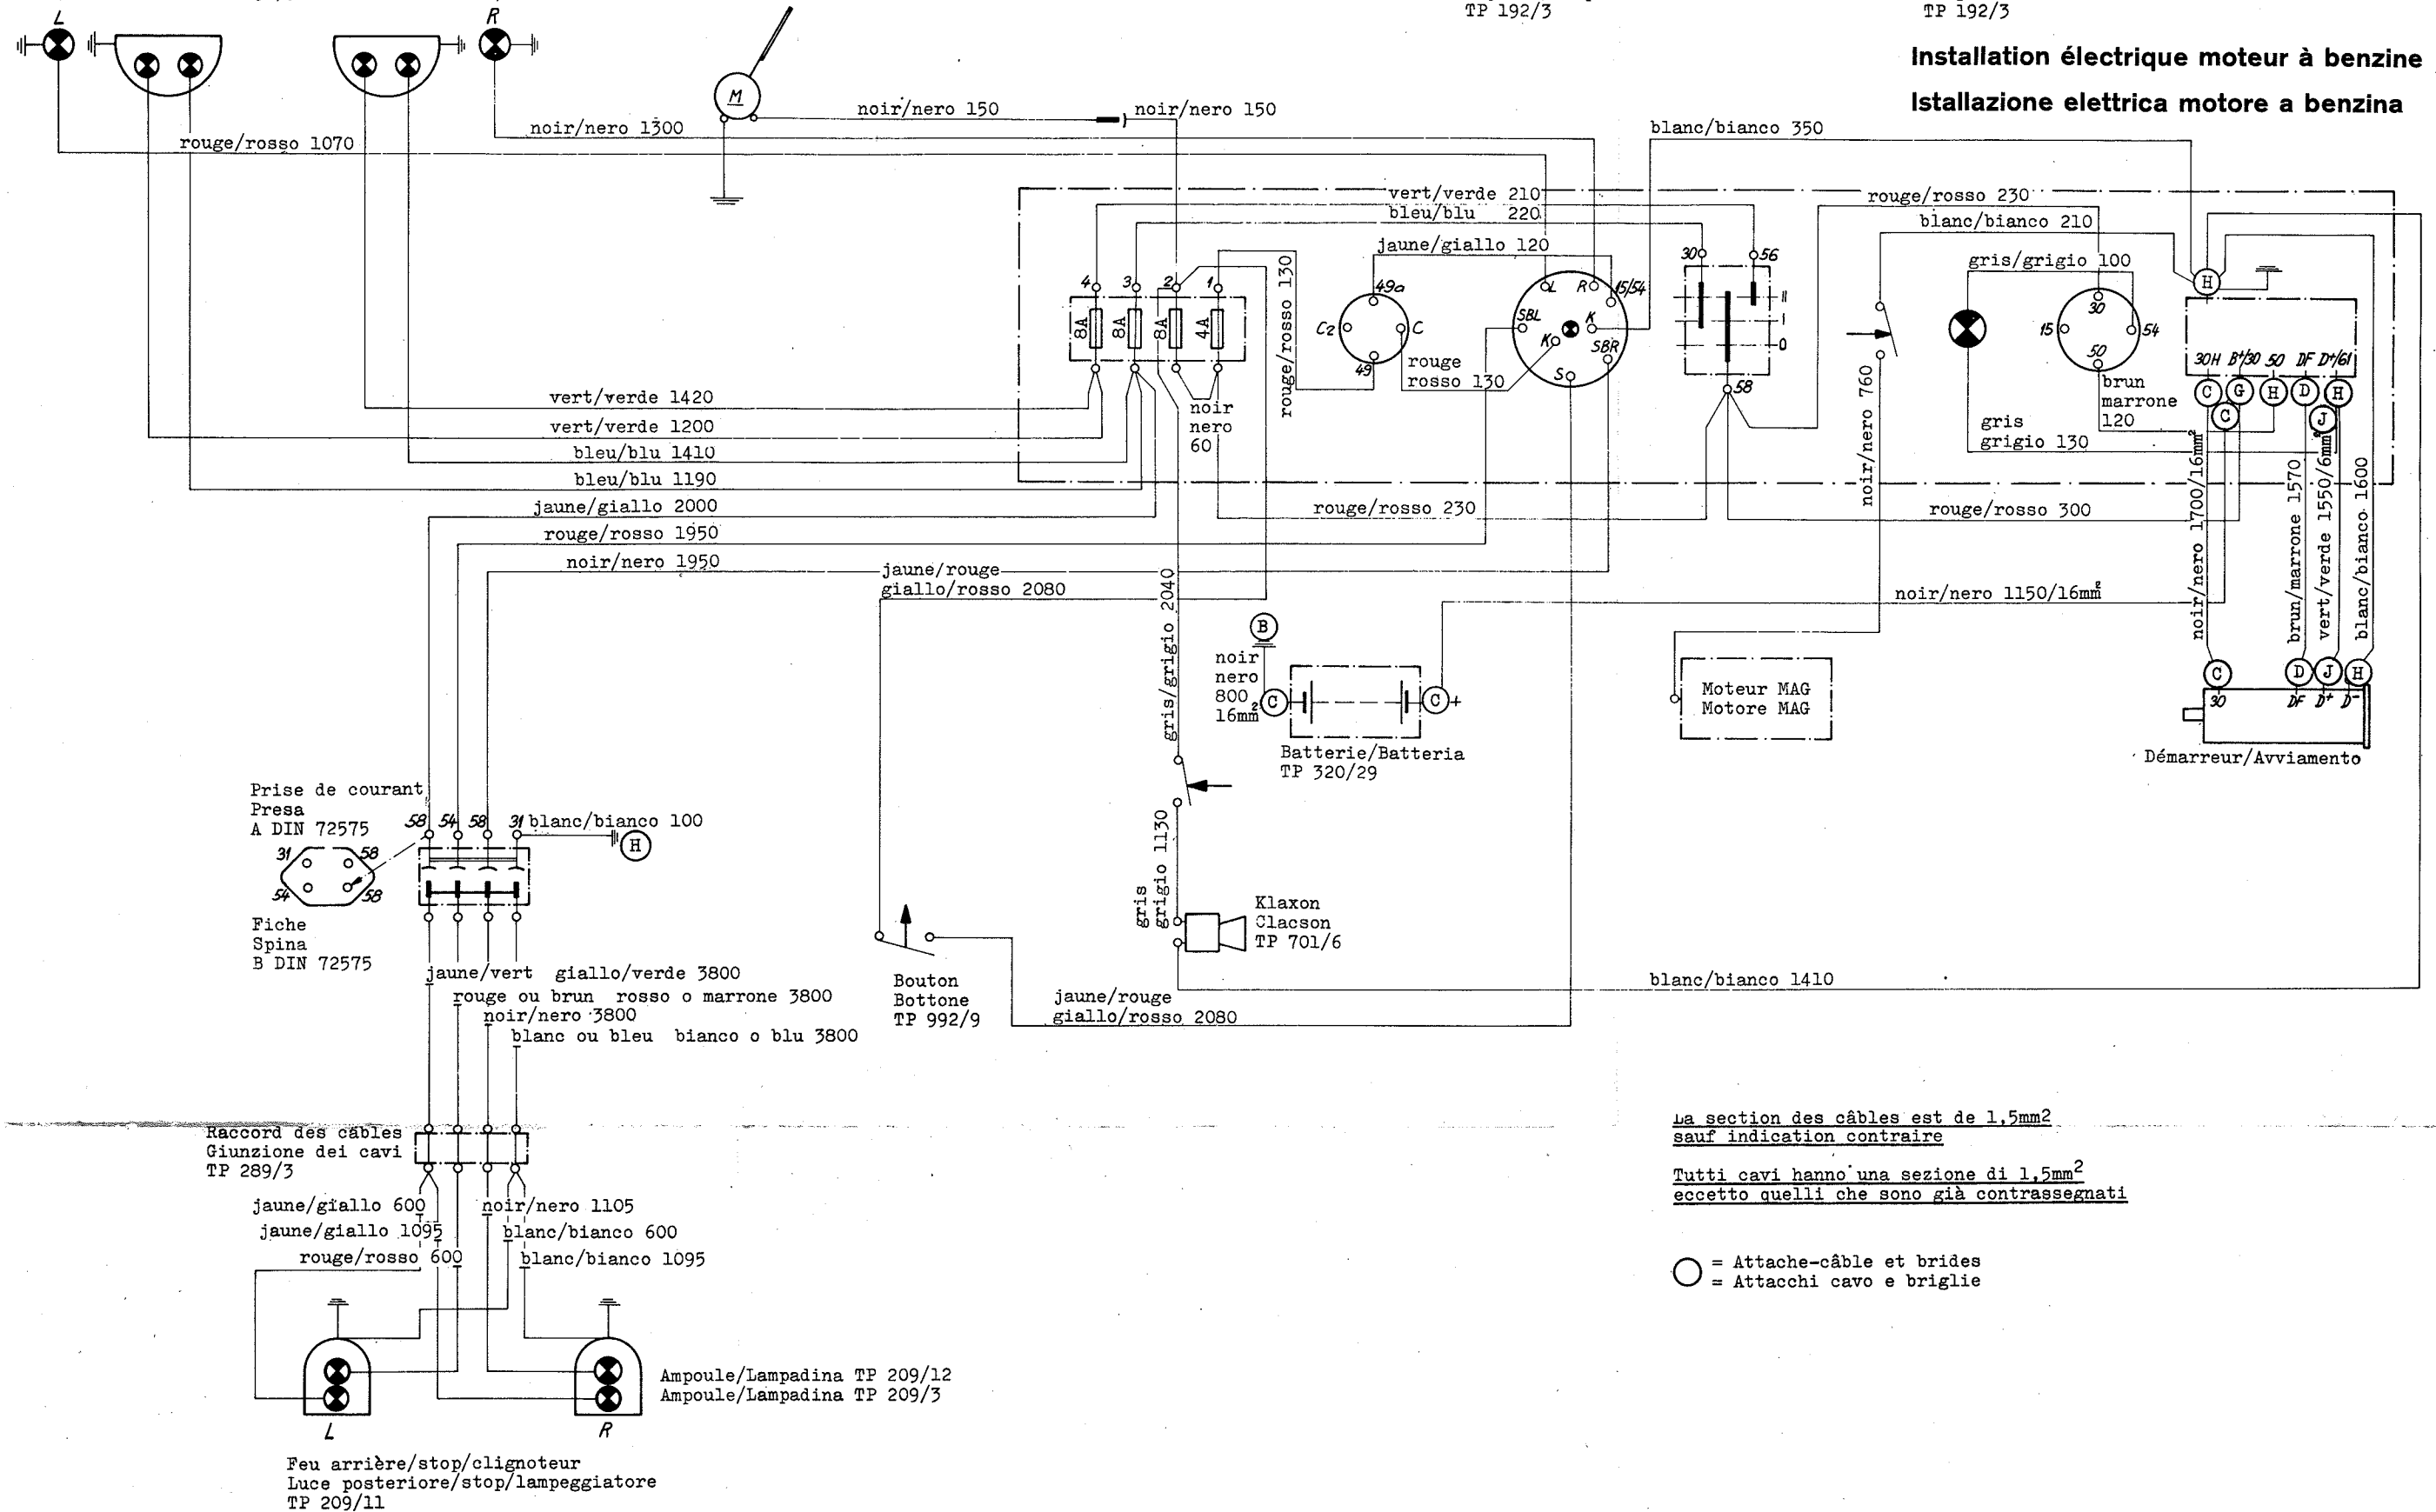 TP 192/3
TP 192/3
Installation électrique moteur à benzine
Istallazione elettrica motore a benzina
L
R
M
noir/nero 150
noir/nero 150
noir/nero 1300
rouge/rosso 1070
blanc/bianco 350
vert/verde 210
bleu/blu 220
rouge/rosso 230
blanc/bianco 210
jaune/giallo 120
gris/grigio 100
rouge/rosso 130
4
3
2
1
8A
8A
8A
4A
49a
C2
C
49
rouge
rosso 130
L
R
15/54
SBL
K
K
SBR
S
30
56
II
I
0
58
30
15
54
50
H
30H B+/30 50 DF D+/61
C
G
H
D
H
C
J
brun
marrone
120
gris
grigio 130
noir
nero
60
vert/verde 1420
vert/verde 1200
bleu/blu 1410
bleu/blu 1190
jaune/giallo 2000
rouge/rosso 1950
noir/nero 1950
rouge/rosso 230
rouge/rosso 300
noir/nero 760
noir/nero 1700/16mm²
brun/marrone 1570
vert/verde 1550/6mm²
blanc/bianco 1600
jaune/rouge
giallo/rosso 2080
gris/grigio 2040
noir/nero 1150/16mm²
B
noir
nero
800
16mm²
C
C
+
Batterie/Batteria
TP 320/29
Moteur MAG
Motore MAG
C
D
J
H
30
DF
D+
D-
Démarreur/Avviamento
Prise de courant
Presa
A DIN 72575
58
54
58
31
blanc/bianco 100
H
31
58
54
58
Fiche
Spina
B DIN 72575
gris
grigio 1130
Klaxon
Clacson
TP 701/6
Bouton
Bottone
TP 992/9
jaune/rouge
giallo/rosso 2080
blanc/bianco 1410
jaune/vert giallo/verde 3800
rouge ou brun rosso o marrone 3800
noir/nero 3800
blanc ou bleu bianco o blu 3800
Raccord des câbles
Giunzione dei cavi
TP 289/3
jaune/giallo 600
jaune/giallo 1095
rouge/rosso 600
noir/nero 1105
blanc/bianco 600
blanc/bianco 1095
L
R
Ampoule/Lampadina TP 209/12
Ampoule/Lampadina TP 209/3
Feu arrière/stop/clignoteur
Luce posteriore/stop/lampeggiatore
TP 209/11
La section des câbles est de 1,5mm2
sauf indication contraire
Tutti cavi hanno una sezione di 1,5mm²
eccetto quelli che sono già contrassegnati
= Attache-câble et brides
= Attacchi cavo e briglie